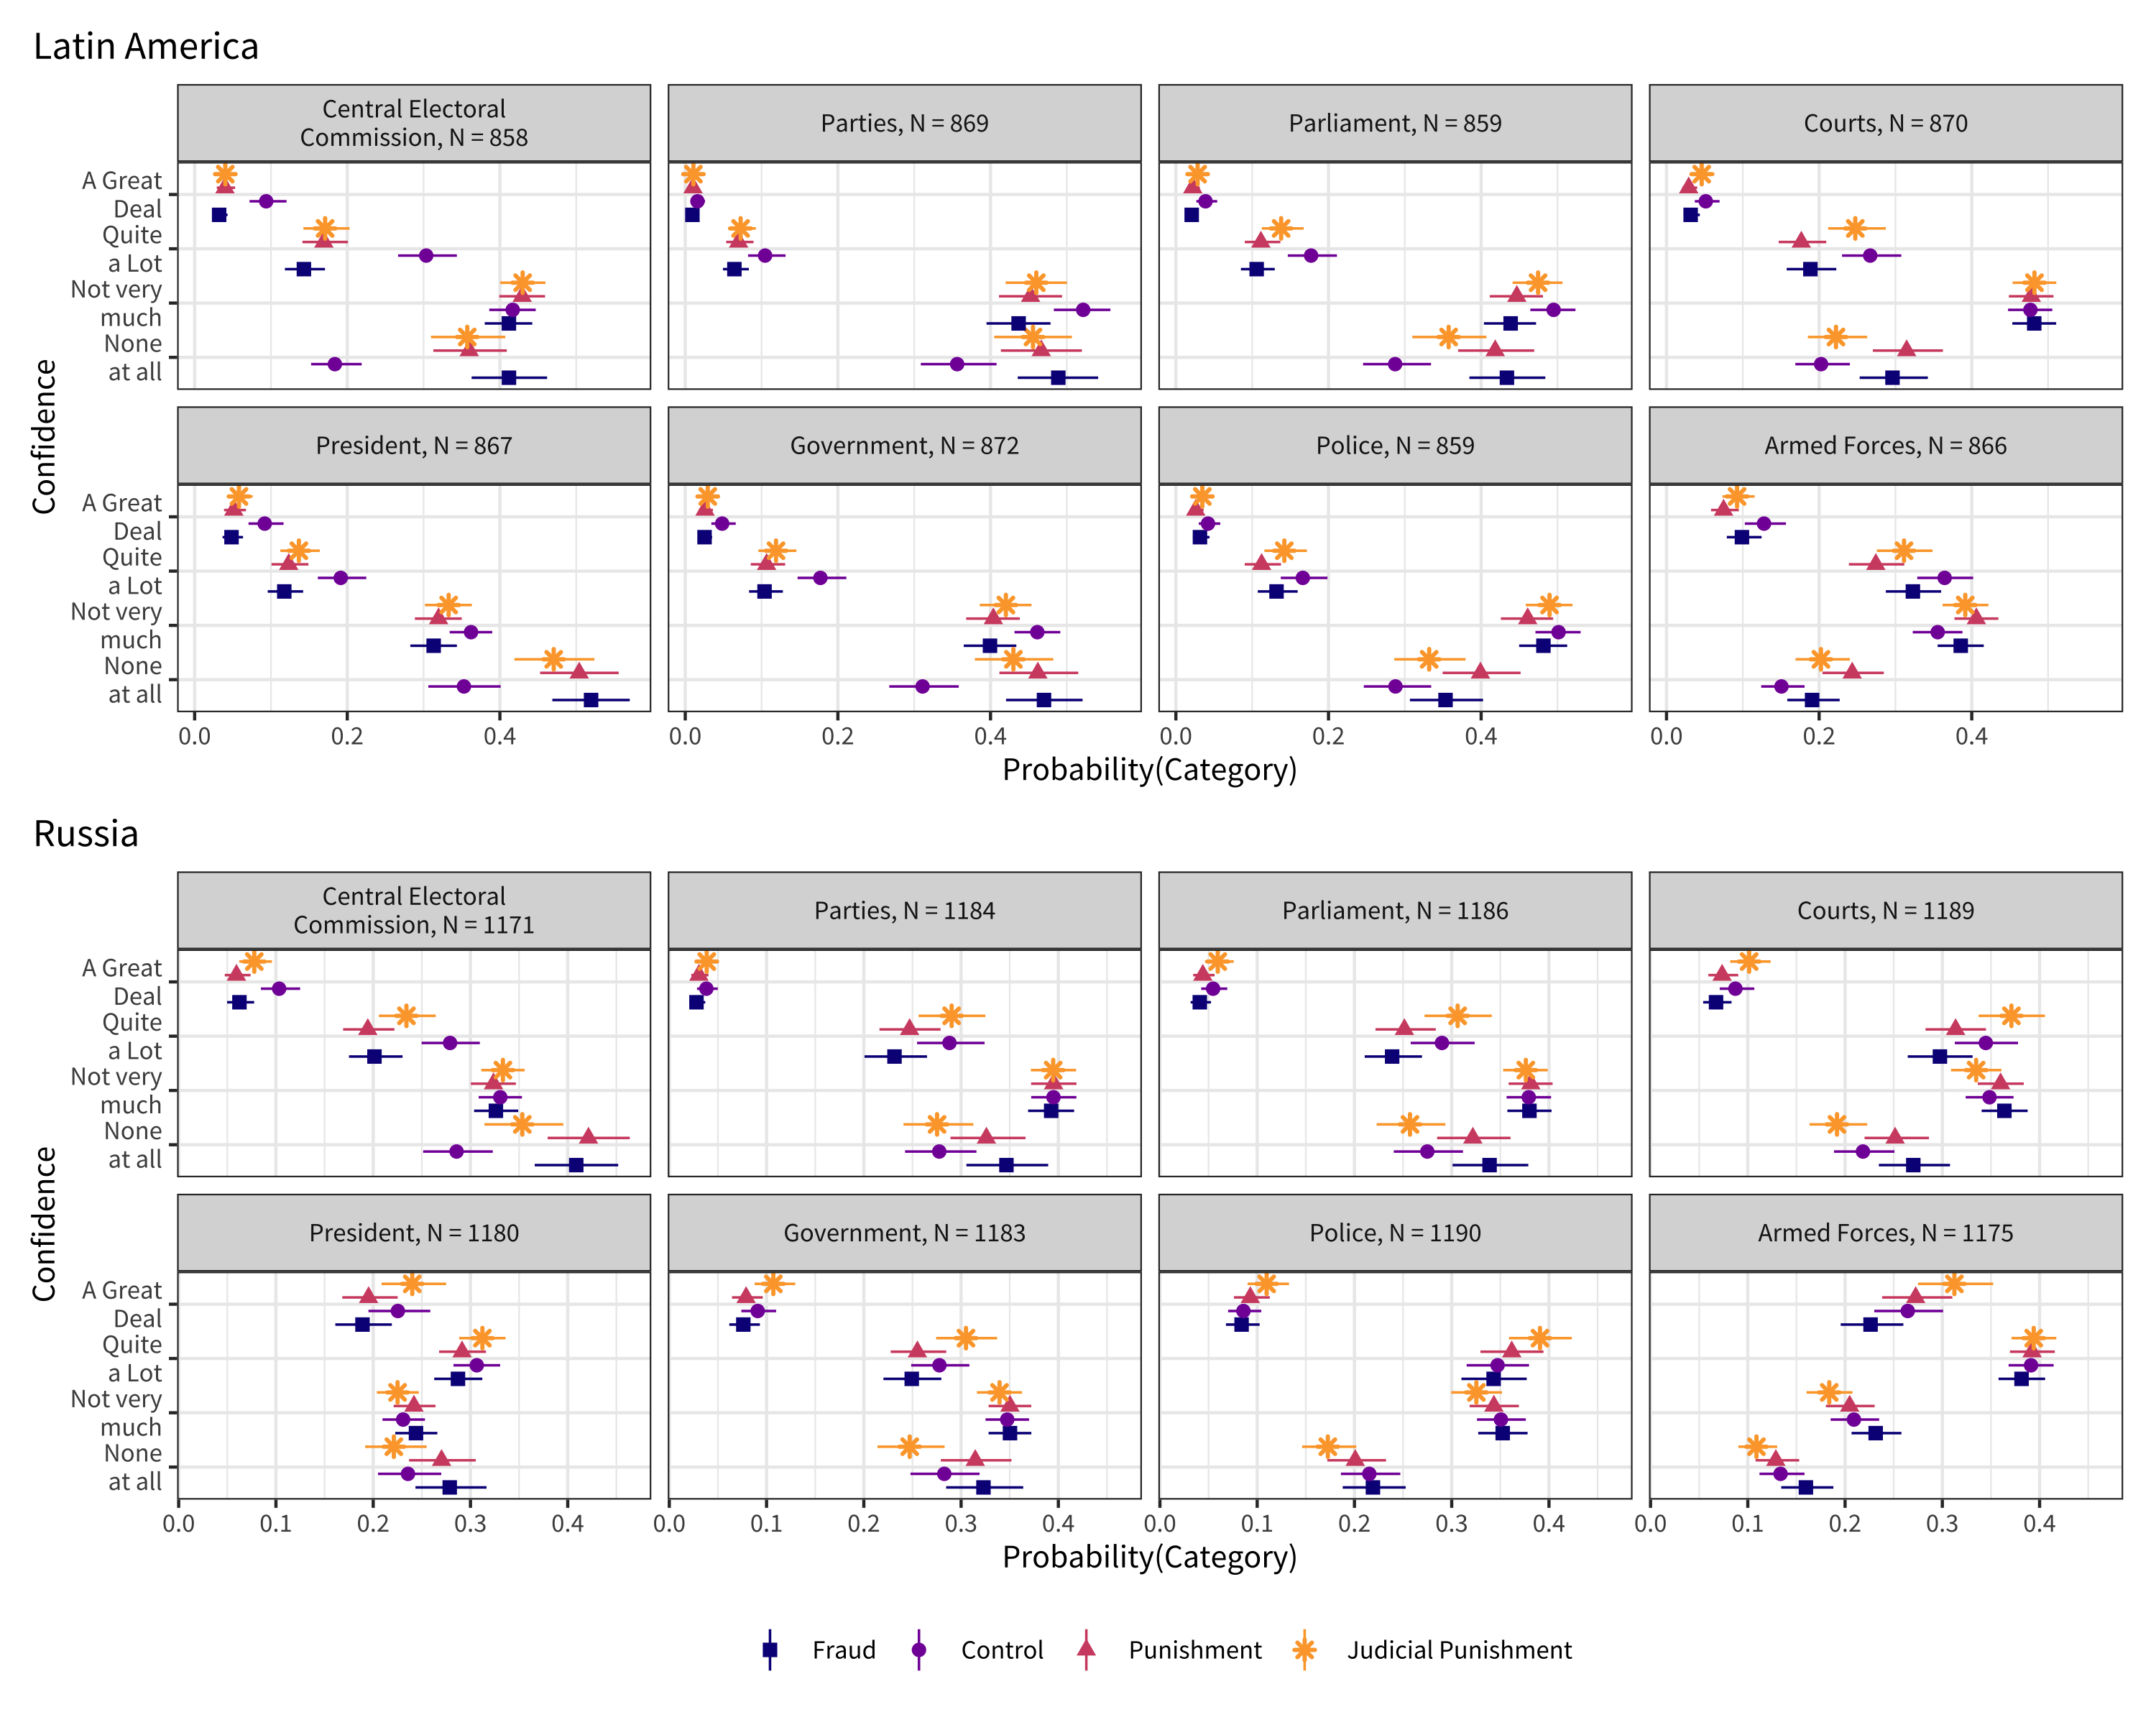 Latin America
Central Electoral
Commission, N = 858
Parties, N = 869
Parliament, N = 859
Courts, N = 870
A Great
Deal
Quite
a Lot
Not very
much
None
at all
President, N = 867
Government, N = 872
Police, N = 859
Armed Forces, N = 866
A Great
Deal
Quite
a Lot
Not very
much
None
at all
Confidence
0.0 0.2 0.4
0.0 0.2 0.4
0.0 0.2 0.4
0.0 0.2 0.4
Probability(Category)
Russia
Central Electoral
Commission, N = 1171
Parties, N = 1184
Parliament, N = 1186
Courts, N = 1189
A Great
Deal
Quite
a Lot
Not very
much
None
at all
President, N = 1180
Government, N = 1183
Police, N = 1190
Armed Forces, N = 1175
A Great
Deal
Quite
a Lot
Not very
much
None
at all
Confidence
0.0 0.1 0.2 0.3 0.4
0.0 0.1 0.2 0.3 0.4
0.0 0.1 0.2 0.3 0.4
0.0 0.1 0.2 0.3 0.4
Probability(Category)
Fraud Control Punishment Judicial Punishment